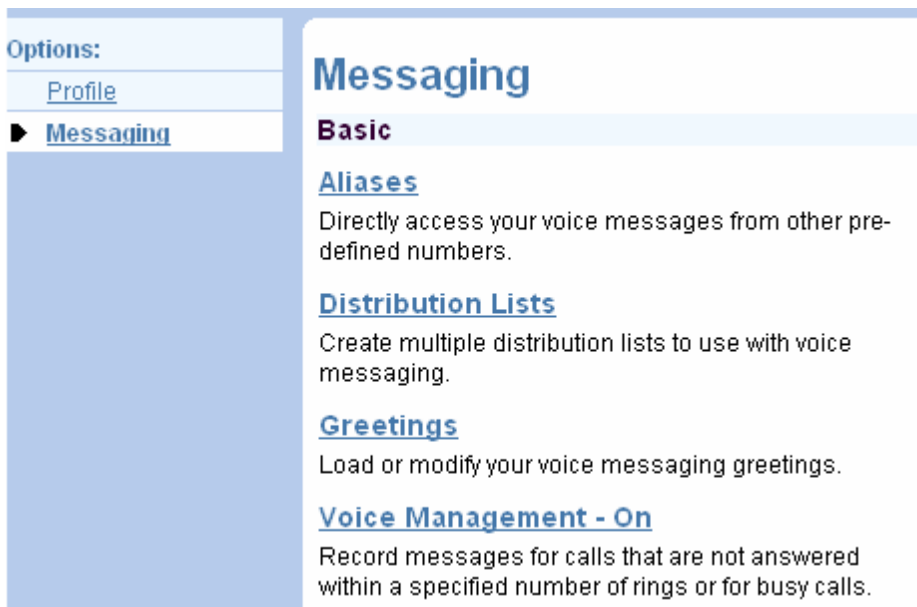 Options:
Profile
Messaging
Messaging
Basic
Aliases
Directly access your voice messages from other pre-
defined numbers.
Distribution Lists
Create multiple distribution lists to use with voice
messaging.
Greetings
Load or modify your voice messaging greetings.
Voice Management - On
Record messages for calls that are not answered
within a specified number of rings or for busy calls.